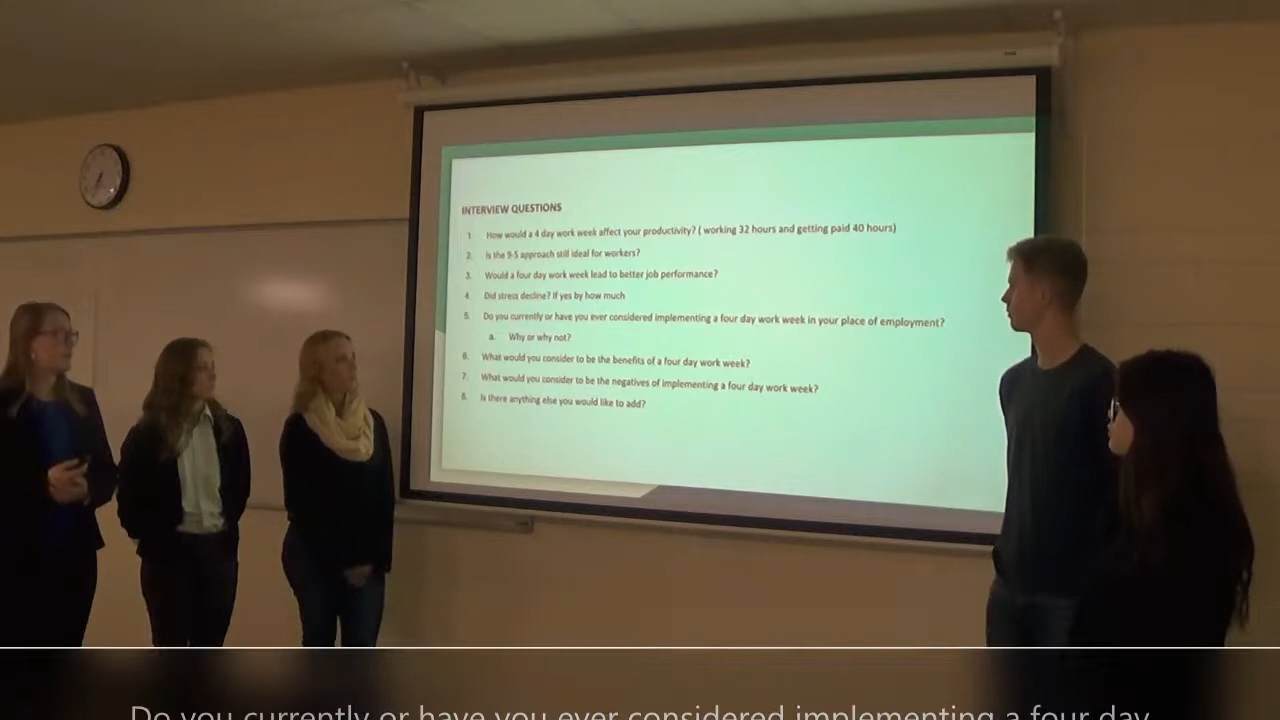 INTERVIEW QUESTIONS
1. How would a 4 day work week affect your productivity? ( working 32 hours and getting paid 40 hours)
2. Is the 9-5 approach still ideal for workers?
3. Would a four day work week lead to better job performance?
4. Did stress decline? If yes by how much
5. Do you currently or have you ever considered implementing a four day work week in your place of employment?
a. Why or why not?
6. What would you consider to be the benefits of a four day work week?
7. What would you consider to be the negatives of implementing a four day work week?
8. Is there anything else you would like to add?
Do you currently or have you ever considered implementing a four day